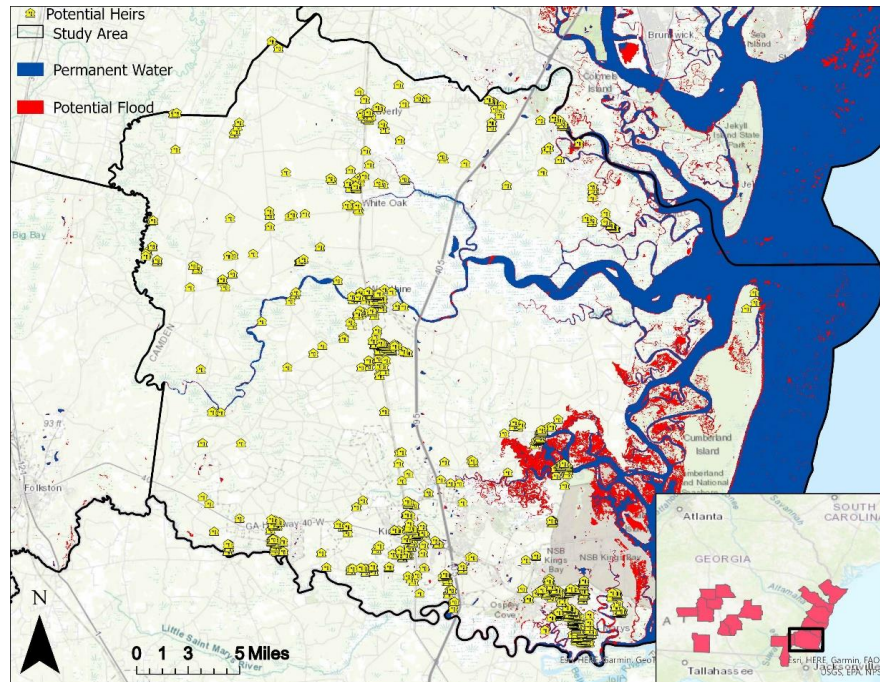 Potential Heirs
Study Area
Permanent Water
Potential Flood
Brunswick
Sea
Island
Colonels
Island
Jekyll
Island State
Park
White Oak
Big Bay
CAMDEN
405
95
93 ft
Folkston
Cumberland
Island
GA Highway 40-W
NSB Kings
Bay
NSB Kings Bay
Little Saint Marys River
N
0 1 3 5 Miles
Atlanta
SOUTH
CAROLINA
GEORGIA
Altamaha
Savannah
Tallahassee
Jacksonville
Esri, HERE, Garmin, FAO,
USGS, EPA, NPS